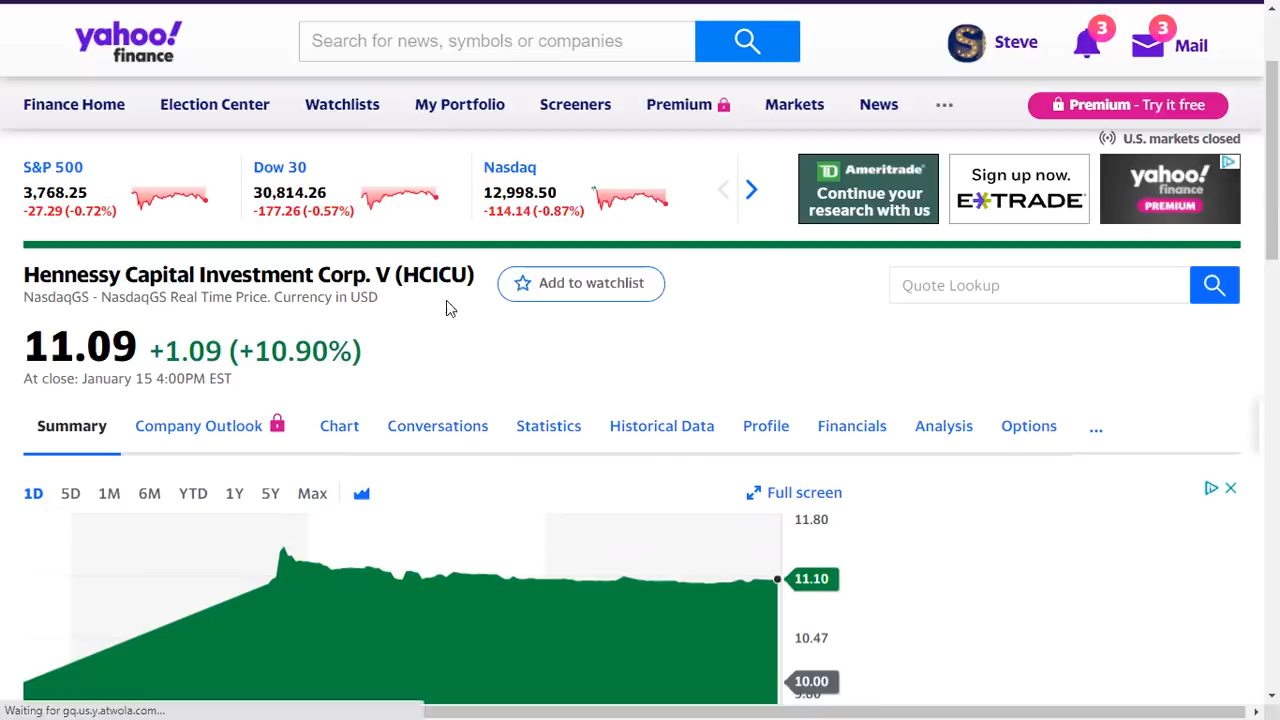 yahoo!
finance
Search for news, symbols or companies
Steve
3
3
Mail
Finance Home
Election Center
Watchlists
My Portfolio
Screeners
Premium
Markets
News
...
Premium - Try it free
U.S. markets closed
S&P 500
3,768.25
-27.29 (-0.72%)
Dow 30
30,814.26
-177.26 (-0.57%)
Nasdaq
12,998.50
-114.14 (-0.87%)
TD Ameritrade
Continue your
research with us
Sign up now.
E*TRADE
yahoo!
finance
PREMIUM
Hennessy Capital Investment Corp. V (HCICU)
NasdaqGS - NasdaqGS Real Time Price. Currency in USD
Add to watchlist
Quote Lookup
11.09 +1.09 (+10.90%)
At close: January 15 4:00PM EST
Summary
Company Outlook
Chart
Conversations
Statistics
Historical Data
Profile
Financials
Analysis
Options
...
1D
5D
1M
6M
YTD
1Y
5Y
Max
Full screen
11.80
11.10
10.47
10.00
Waiting for gq.us.y.atwola.com...